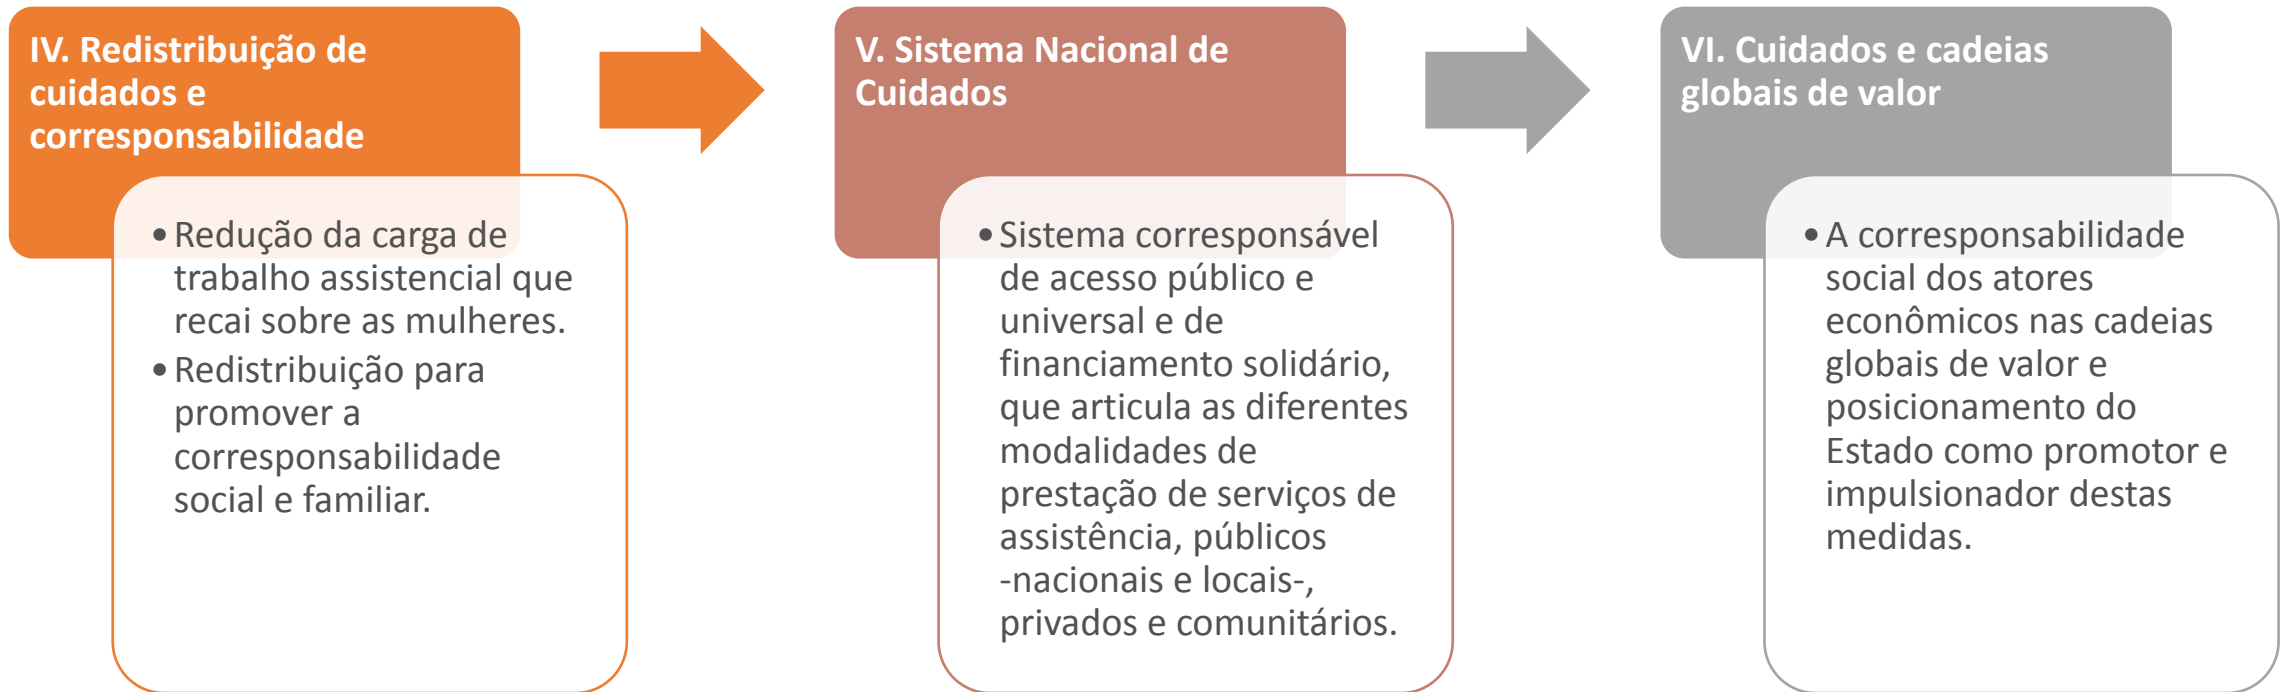 IV. Redistribuição de
cuidados e
corresponsabilidade
•Redução da carga de
trabalho assistencial que
recai sobre as mulheres.
•Redistribuição para
promover a
corresponsabilidade
social e familiar.
V. Sistema Nacional de
Cuidados
•Sistema corresponsável
de acesso público e
universal e de
financiamento solidário,
que articula as diferentes
modalidades de
prestação de serviços de
assistência, públicos
-nacionais e locais-,
privados e comunitários.
VI. Cuidados e cadeias
globais de valor
•A corresponsabilidade
social dos atores
econômicos nas cadeias
globais de valor e
posicionamento do
Estado como promotor e
impulsionador destas
medidas.